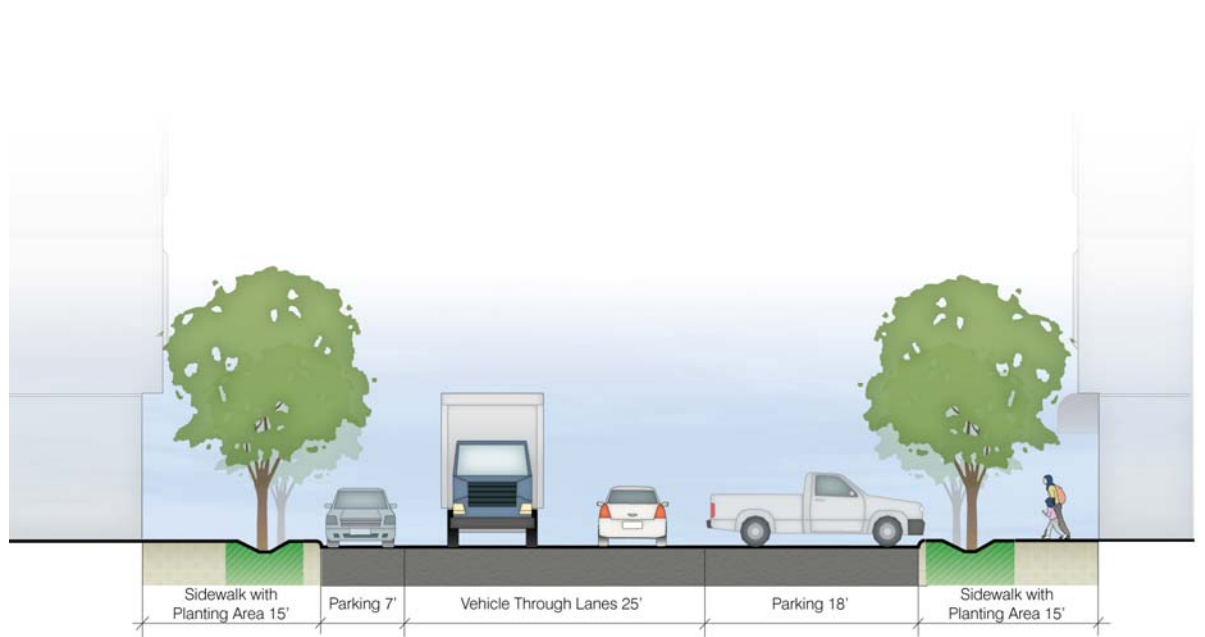 Sidewalk with
Planting Area 15’
Parking 7’
Vehicle Through Lanes 25’
Parking 18’
Sidewalk with
Planting Area 15’